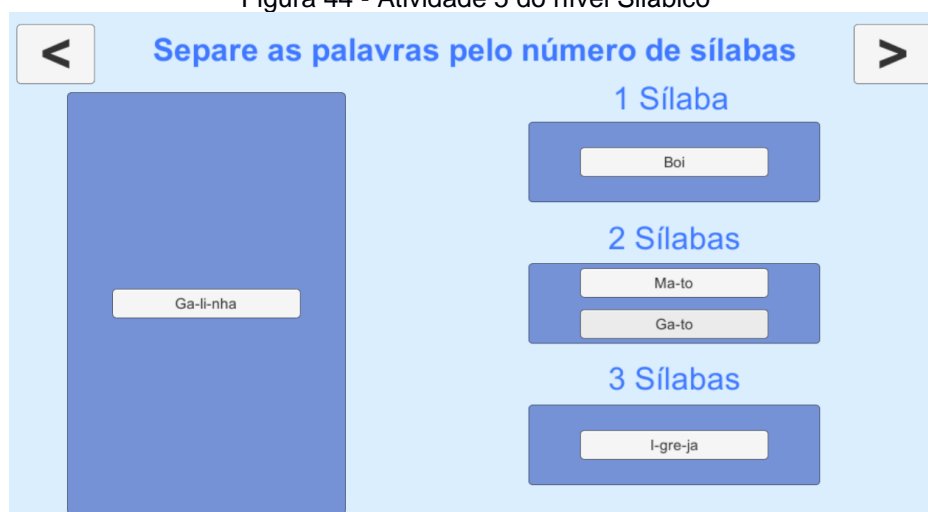 Figura 44 - Atividade 5 do nível Silábico
<
Separe as palavras pelo número de sílabas
>
Ga-li-nha
1 Sílaba
Boi
2 Sílabas
Ma-to
Ga-to
3 Sílabas
I-gre-ja